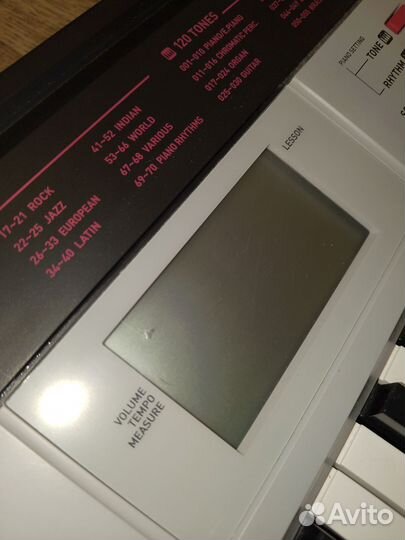 17-21 ROCK
22-25 JAZZ
26-33 EUROPEAN
34-40 LATIN
41-52 INDIAN
53-66 WORLD
67-68 VARIOUS
69-70 PIANO RHYTHMS
120 TONES
001-010 PIANO/E.PIANO
011-016 CHROMATIC PERC.
017-024 ORGAN
025-030 GUITAR
PIANO SETTING
TONE
RHYTHM
LESSON
VOLUME
TEMPO
MEASURE
Avito